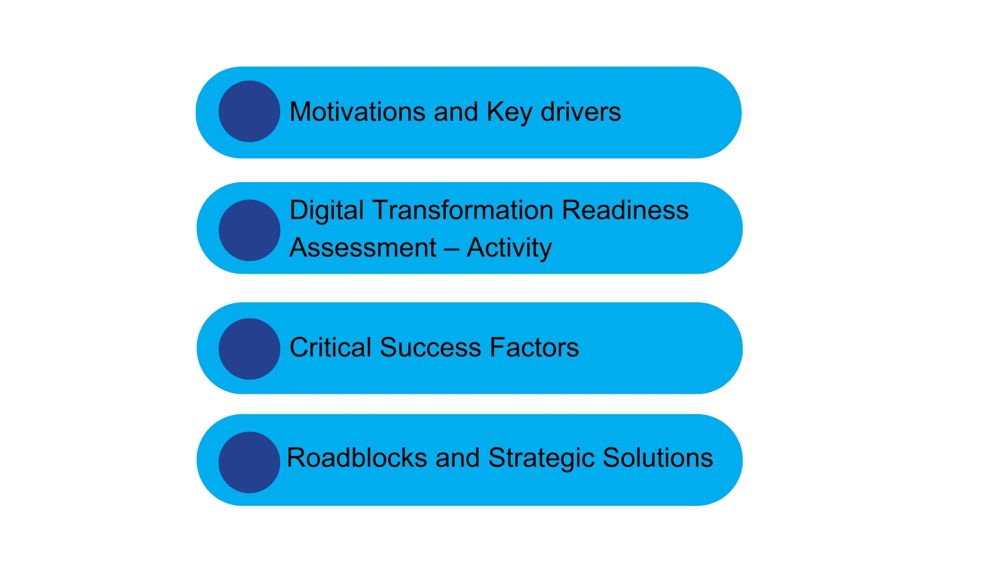 Motivations and Key drivers
Digital Transformation Readiness
Assessment – Activity
Critical Success Factors
Roadblocks and Strategic Solutions